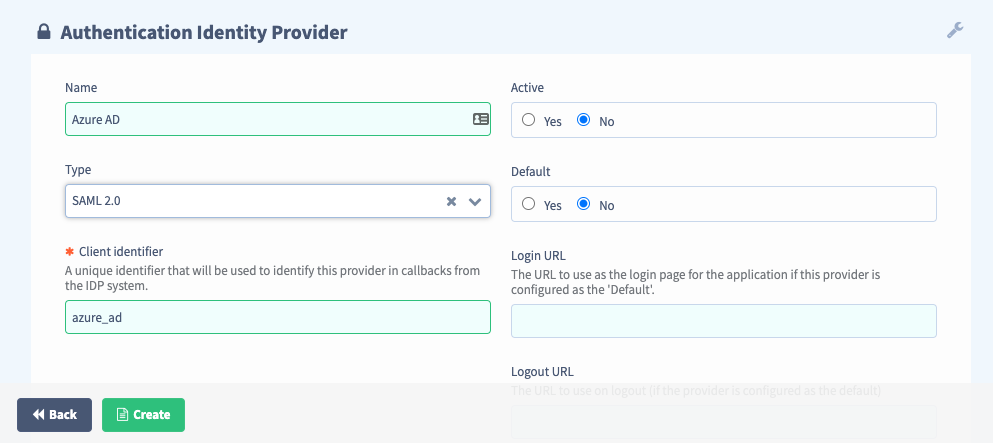 Authentication Identity Provider
Name
Azure AD
Active
Yes No
Type
SAML 2.0
Default
Yes No
* Client identifier
A unique identifier that will be used to identify this provider in callbacks from
the IDP system.
azure_ad
Login URL
The URL to use as the login page for the application if this provider is
configured as the 'Default'.
Logout URL
The URL to use on logout (if the provider is configured as the default)
Back
Create